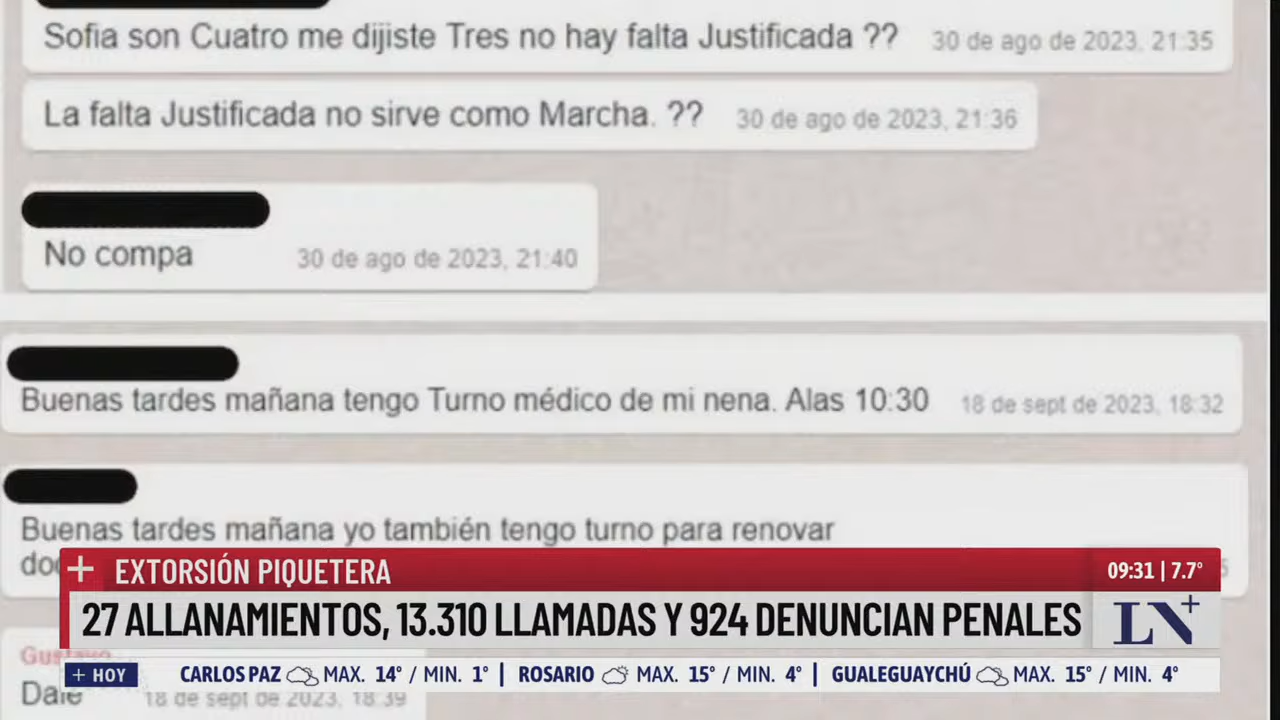 Sofia son Cuatro me dijiste Tres no hay falta Justificada ?? 30 de ago de 2023, 21:35
La falta Justificada no sirve como Marcha. ?? 30 de ago de 2023, 21:36
No compa 30 de ago de 2023, 21:40
Buenas tardes mañana tengo Turno médico de mi nena. Alas 10:30 18 de sept de 2023, 18:32
Buenas tardes mañana yo también tengo turno para renovar
EXTORSIÓN PIQUETERA
09:31 | 7.7°
27 ALLANAMIENTOS, 13.310 LLAMADAS Y 924 DENUNCIAN PENALES
LN+
Gustavo
+ HOY CARLOS PAZ MAX. 14° / MIN. 1° | ROSARIO MAX. 15° / MIN. 4° | GUALEGUAYCHÚ MAX. 15° / MIN. 4°
Dale 18 de sept de 2023, 18:39